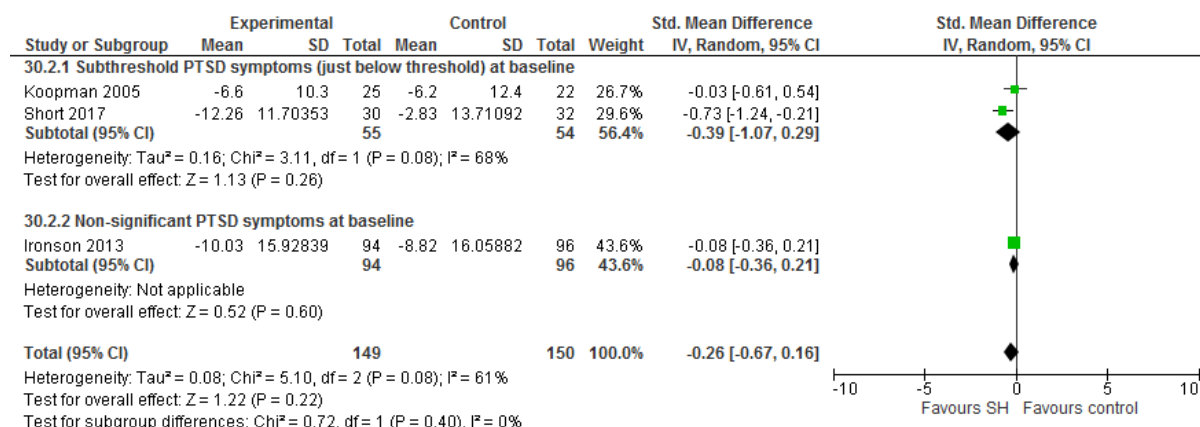 Experimental Control Std. Mean Difference Std. Mean Difference
Study or Subgroup Mean SD Total Mean SD Total Weight IV, Random, 95% CI IV, Random, 95% CI
30.2.1 Subthreshold PTSD symptoms (just below threshold) at baseline
Koopman 2005 -6.6 10.3 25 -6.2 12.4 22 26.7% -0.03 [-0.61, 0.54]
Short 2017 -12.26 11.70353 30 -2.83 13.71092 32 29.6% -0.73 [-1.24, -0.21]
Subtotal (95% CI) 55 54 56.4% -0.39 [-1.07, 0.29]
Heterogeneity: Tau² = 0.16; Chi² = 3.11, df = 1 (P = 0.08); I² = 68%
Test for overall effect: Z = 1.13 (P = 0.26)
30.2.2 Non-significant PTSD symptoms at baseline
Ironson 2013 -10.03 15.92839 94 -8.82 16.05882 96 43.6% -0.08 [-0.36, 0.21]
Subtotal (95% CI) 94 96 43.6% -0.08 [-0.36, 0.21]
Heterogeneity: Not applicable
Test for overall effect: Z = 0.52 (P = 0.60)
Total (95% CI) 149 150 100.0% -0.26 [-0.67, 0.16]
Heterogeneity: Tau² = 0.08; Chi² = 5.10, df = 2 (P = 0.08); I² = 61%
Test for overall effect: Z = 1.22 (P = 0.22)
Test for subgroup differences: Chi² = 0.72, df = 1 (P = 0.40), I² = 0%
-10 -5 0 5 10
Favours SH Favours control